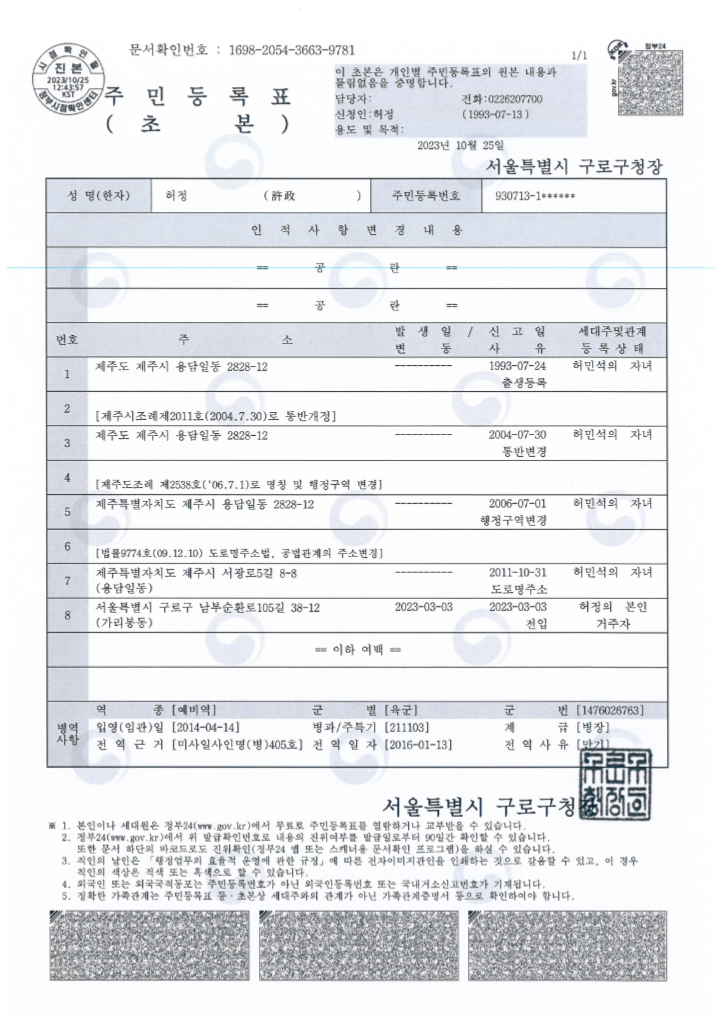 문서확인번호 : 1698-2054-3663-9781
1/1
시점확인필
진본
2023/10/25
12:43:57
KST
정부시점확인센터
주 민 등 록 표
( 초 본 )
이 초본은 개인별 주민등록표의 원본 내용과
틀림없음을 증명합니다.
담당자: 전화:0226207700
신청인:허정 (1993-07-13)
용도 및 목적:
2023년 10월 25일
정부24
gov.kr
서울특별시 구로구청장
성 명(한자) 허정 (許政 ) 주민등록번호 930713-1******
인 적 사 항 변 경 내 용
== 공 란 ==
== 공 란 ==
번호 주 소 발 생 일 / 신 고 일 세대주및관계
변 동 사 유 등 록 상 태
1 제주도 제주시 용담일동 2828-12 ---------- 1993-07-24 허민석의 자녀
출생등록
2 [제주시조례제2011호(2004.7.30)로 통반개정]
3 제주도 제주시 용담일동 2828-12 ---------- 2004-07-30 허민석의 자녀
통반변경
4 [제주도조례 제2538호('06.7.1)로 명칭 및 행정구역 변경]
5 제주특별자치도 제주시 용담일동 2828-12 ---------- 2006-07-01 허민석의 자녀
행정구역변경
6 [법률9774호(09.12.10) 도로명주소법, 공법관계의 주소변경]
7 제주특별자치도 제주시 서광로5길 8-8 ---------- 2011-10-31 허민석의 자녀
(용담일동) 도로명주소
8 서울특별시 구로구 남부순환로105길 38-12 2023-03-03 2023-03-03 허정의 본인
(가리봉동) 전입 거주자
== 이하 여백 ==
병역사항
역 종 [예비역] 군 별 [육군] 군 번 [1476026763]
입영(임관)일 [2014-04-14] 병과/주특기 [211103] 계 급 [병장]
전 역 근 거 [미사일사인명(병)405호] 전 역 일 자 [2016-01-13] 전 역 사 유 [만기]
서울특별시 구로구청장
※ 1. 본인이나 세대원은 정부24(www.gov.kr)에서 무료로 주민등록표를 열람하거나 교부받을 수 있습니다.
2. 정부24(www.gov.kr)에서 위 발급확인번호로 내용의 진위여부를 발급일로부터 90일간 확인할 수 있습니다.
또한 문서 하단의 바코드로도 진위확인(정부24 앱 또는 스캐너용 문서확인 프로그램)을 하실 수 있습니다.
3. 직인의 날인은 「행정업무의 효율적 운영에 관한 규정」에 따른 전자이미지관인을 인쇄하는 것으로 갈음할 수 있고, 이 경우
직인의 색상은 적색 또는 흑색으로 할 수 있습니다.
4. 외국인 또는 외국국적동포는 주민등록번호가 아닌 외국인등록번호 또는 국내거소신고번호가 기재됩니다.
5. 정확한 가족관계는 주민등록표 등·초본상 세대주와의 관계가 아닌 가족관계증명서 등으로 확인하여야 합니다.